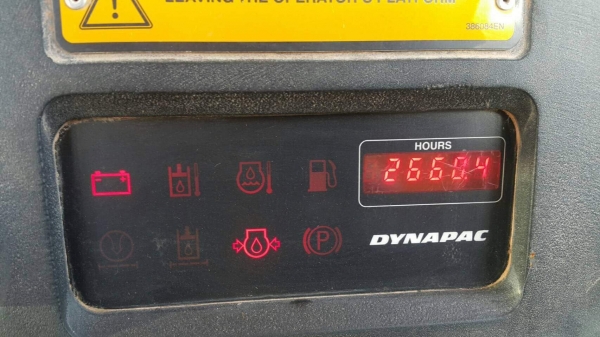 LEAVING THE OPERATOR'S PLATFORM
HOURS
26604
DYNAPAC
P